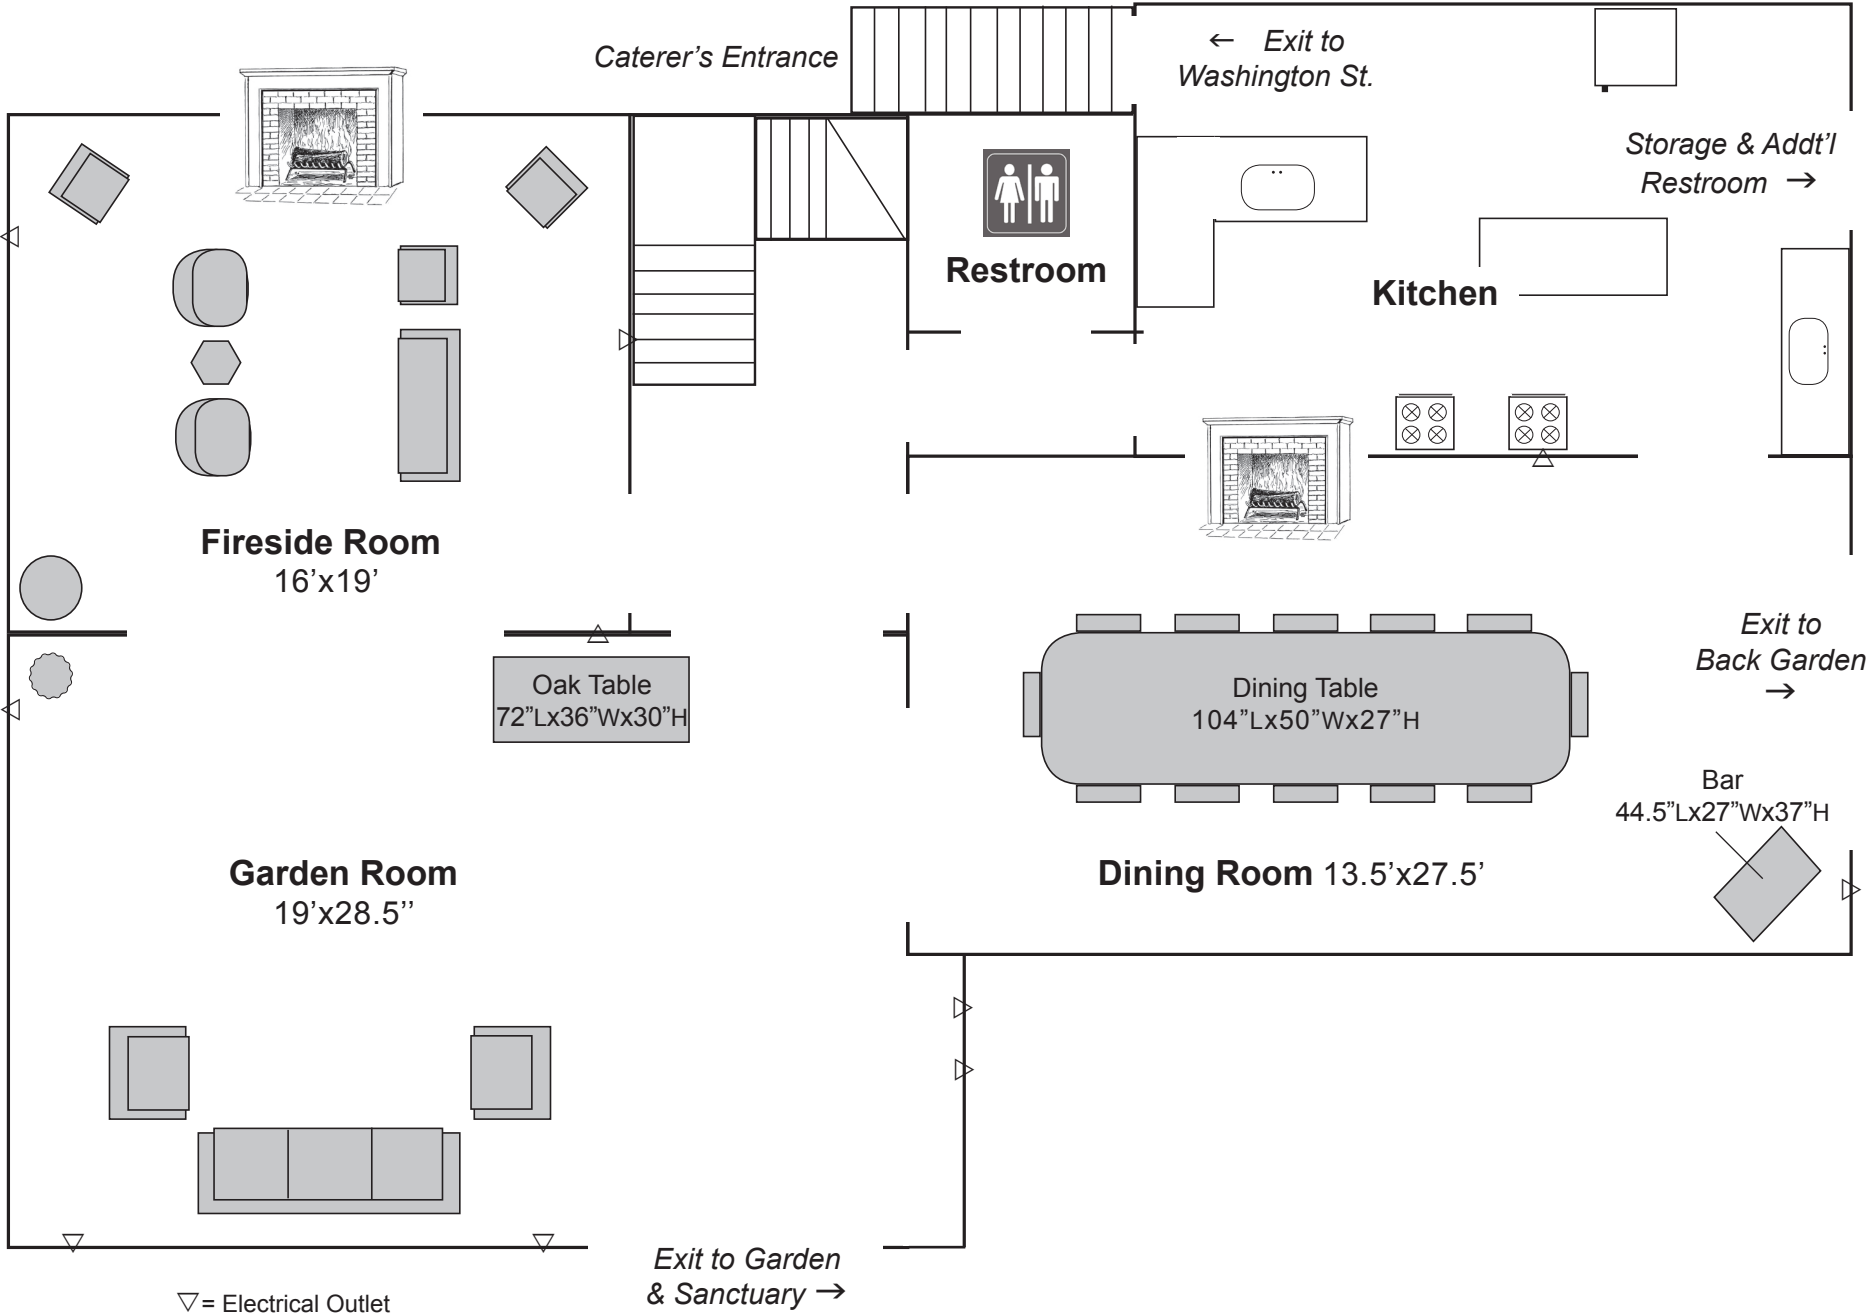 Caterer’s Entrance
← Exit to
Washington St.
Storage & Addt’l
Restroom →
Restroom
Kitchen
Fireside Room
16’x19’
Oak Table
72”Lx36”Wx30”H
Dining Table
104”Lx50”Wx27”H
Exit to
Back Garden
→
Bar
44.5”Lx27”Wx37”H
Garden Room
19’x28.5’’
Dining Room 13.5’x27.5’
Exit to Garden
& Sanctuary →
▽= Electrical Outlet